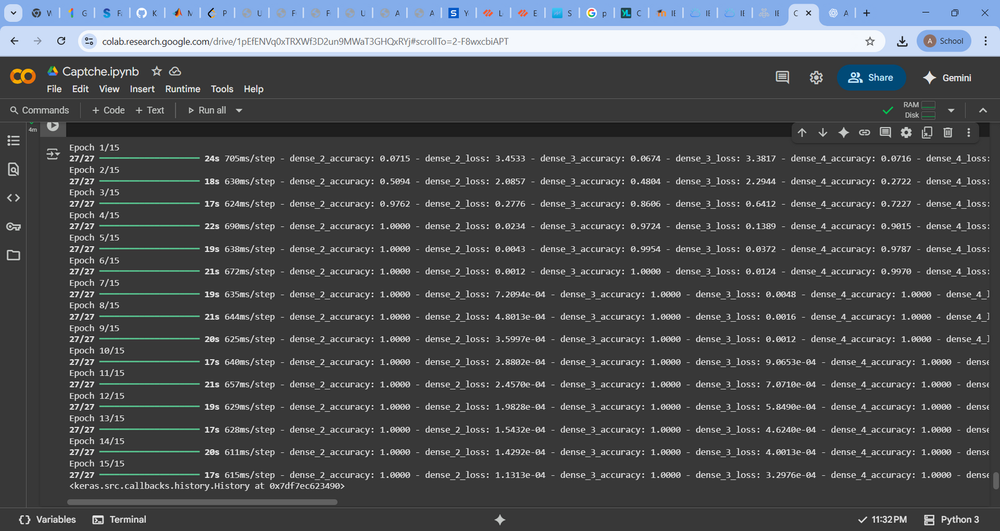 W
G
Fa
K
M
P
U
F
F
U
A
A
Y
L
E
S
p
C
IE
IE
IE
IE
C
A
colab.research.google.com/drive/1pEfENVq0xTRXWf3D2un9MWaT3GHQxRYj#scrollTo=2-F8wxcbiAPT
A School
Captche.ipynb
File Edit View Insert Runtime Tools Help
Share
Gemini
Commands + Code + Text Run all
RAM
Disk
4m
Epoch 1/15
27/27 24s 705ms/step - dense_2_accuracy: 0.0715 - dense_2_loss: 3.4533 - dense_3_accuracy: 0.0674 - dense_3_loss: 3.3817 - dense_4_accuracy: 0.0716 - dense_4_loss:
Epoch 2/15
27/27 18s 630ms/step - dense_2_accuracy: 0.5094 - dense_2_loss: 2.0857 - dense_3_accuracy: 0.4804 - dense_3_loss: 2.2944 - dense_4_accuracy: 0.2722 - dense_4_loss:
Epoch 3/15
27/27 17s 624ms/step - dense_2_accuracy: 0.9762 - dense_2_loss: 0.2776 - dense_3_accuracy: 0.8606 - dense_3_loss: 0.6412 - dense_4_accuracy: 0.7227 - dense_4_loss:
Epoch 4/15
27/27 22s 690ms/step - dense_2_accuracy: 1.0000 - dense_2_loss: 0.0234 - dense_3_accuracy: 0.9724 - dense_3_loss: 0.1389 - dense_4_accuracy: 0.9015 - dense_4_loss:
Epoch 5/15
27/27 19s 638ms/step - dense_2_accuracy: 1.0000 - dense_2_loss: 0.0043 - dense_3_accuracy: 0.9954 - dense_3_loss: 0.0372 - dense_4_accuracy: 0.9787 - dense_4_loss:
Epoch 6/15
27/27 21s 672ms/step - dense_2_accuracy: 1.0000 - dense_2_loss: 0.0012 - dense_3_accuracy: 1.0000 - dense_3_loss: 0.0124 - dense_4_accuracy: 0.9970 - dense_4_loss:
Epoch 7/15
27/27 19s 635ms/step - dense_2_accuracy: 1.0000 - dense_2_loss: 7.2094e-04 - dense_3_accuracy: 1.0000 - dense_3_loss: 0.0048 - dense_4_accuracy: 1.0000 - dense_4_l
Epoch 8/15
27/27 21s 644ms/step - dense_2_accuracy: 1.0000 - dense_2_loss: 4.8013e-04 - dense_3_accuracy: 1.0000 - dense_3_loss: 0.0016 - dense_4_accuracy: 1.0000 - dense_4_l
Epoch 9/15
27/27 20s 625ms/step - dense_2_accuracy: 1.0000 - dense_2_loss: 3.5997e-04 - dense_3_accuracy: 1.0000 - dense_3_loss: 0.0012 - dense_4_accuracy: 1.0000 - dense_4_l
Epoch 10/15
27/27 17s 640ms/step - dense_2_accuracy: 1.0000 - dense_2_loss: 2.8802e-04 - dense_3_accuracy: 1.0000 - dense_3_loss: 9.0653e-04 - dense_4_accuracy: 1.0000 - dense
Epoch 11/15
27/27 21s 657ms/step - dense_2_accuracy: 1.0000 - dense_2_loss: 2.4570e-04 - dense_3_accuracy: 1.0000 - dense_3_loss: 7.0710e-04 - dense_4_accuracy: 1.0000 - dense
Epoch 12/15
27/27 19s 629ms/step - dense_2_accuracy: 1.0000 - dense_2_loss: 1.9828e-04 - dense_3_accuracy: 1.0000 - dense_3_loss: 5.8490e-04 - dense_4_accuracy: 1.0000 - dense
Epoch 13/15
27/27 17s 628ms/step - dense_2_accuracy: 1.0000 - dense_2_loss: 1.5432e-04 - dense_3_accuracy: 1.0000 - dense_3_loss: 4.6240e-04 - dense_4_accuracy: 1.0000 - dense
Epoch 14/15
27/27 20s 611ms/step - dense_2_accuracy: 1.0000 - dense_2_loss: 1.4292e-04 - dense_3_accuracy: 1.0000 - dense_3_loss: 4.0013e-04 - dense_4_accuracy: 1.0000 - dense
Epoch 15/15
27/27 17s 615ms/step - dense_2_accuracy: 1.0000 - dense_2_loss: 1.1313e-04 - dense_3_accuracy: 1.0000 - dense_3_loss: 3.2976e-04 - dense_4_accuracy: 1.0000 - dense
<keras.src.callbacks.history.History at 0x7df7ec623490>
Variables Terminal
11:32 PM Python 3